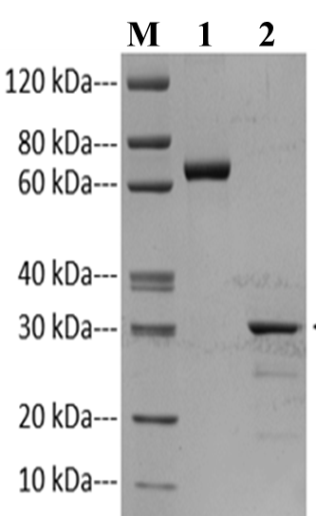 M 1 2
120 kDa---
80 kDa---
60 kDa---
40 kDa---
30 kDa---
20 kDa---
10 kDa---